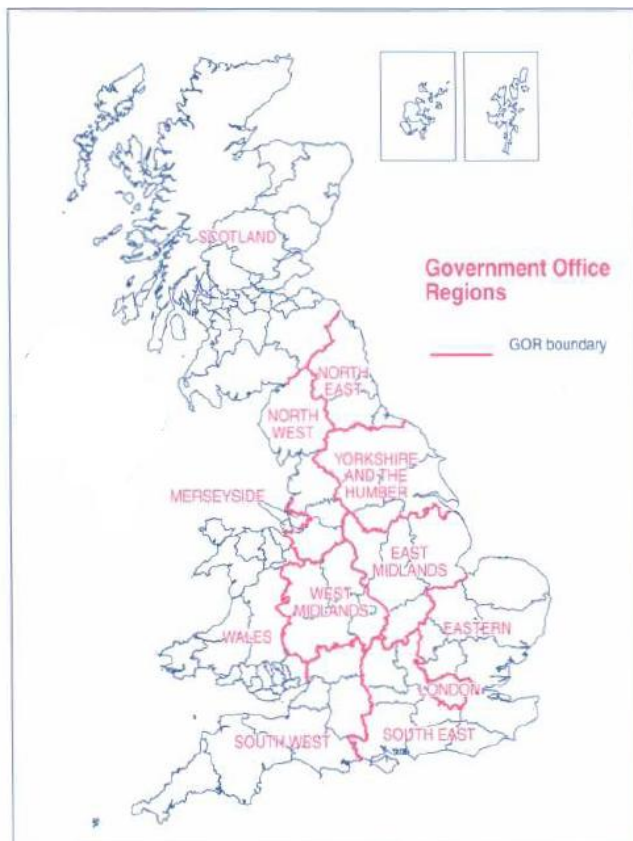 SCOTLAND
Government Office
Regions
GOR boundary
NORTH
EAST
NORTH
WEST
YORKSHIRE
AND THE
HUMBER
MERSEYSIDE
EAST
MIDLANDS
WEST
MIDLANDS
EASTERN
WALES
LONDON
SOUTH WEST
SOUTH EAST